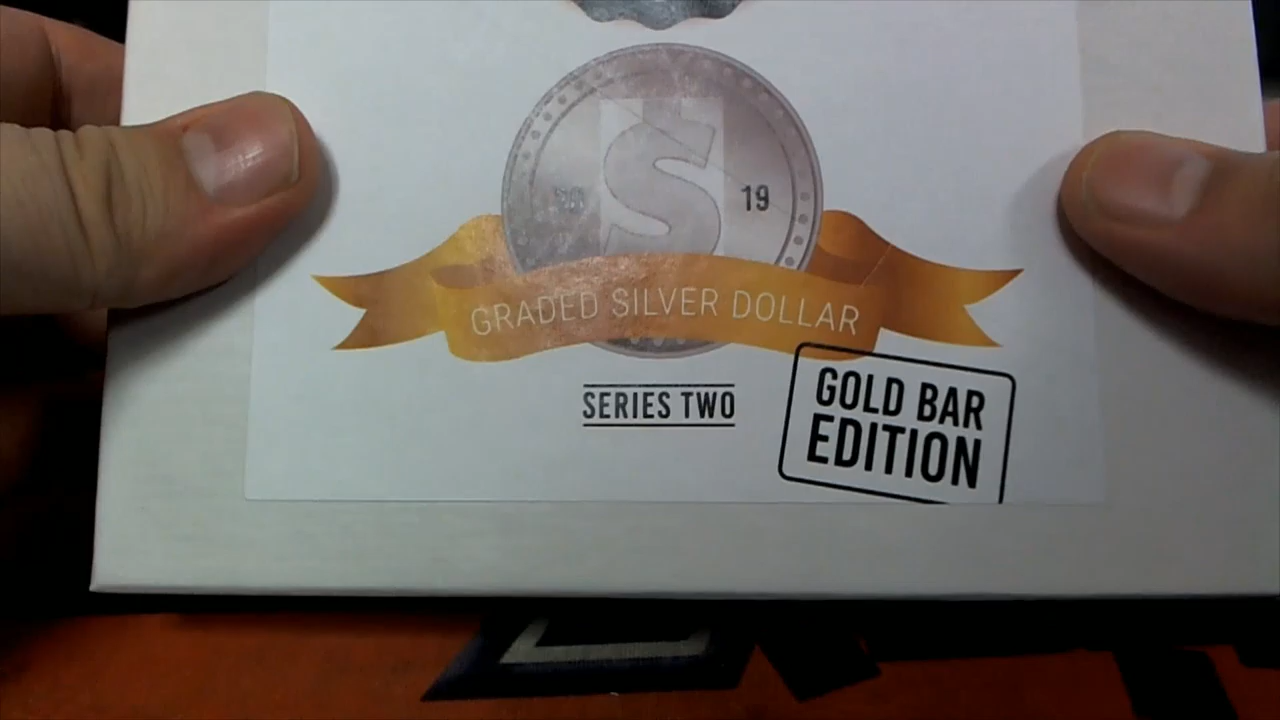 $
20 19
GRADED SILVER DOLLAR
SERIES TWO
GOLD BAR
EDITION